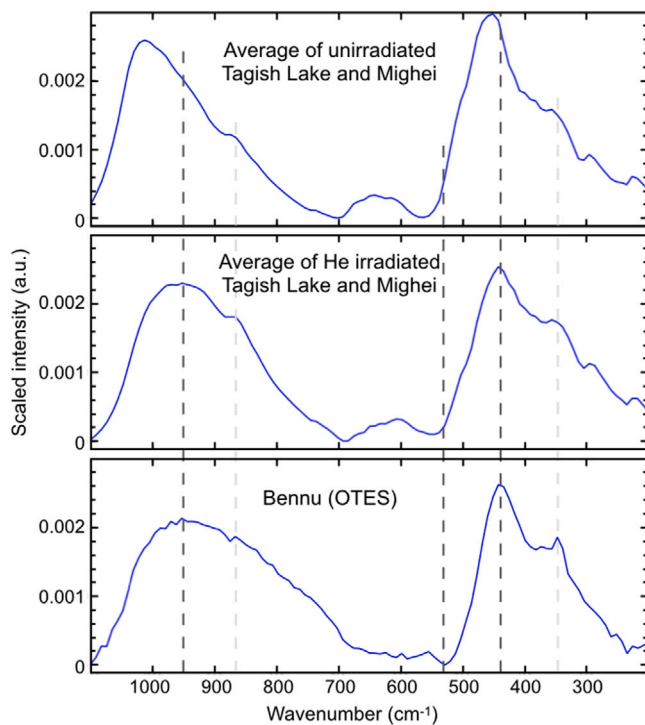 Average of unirradiated
Tagish Lake and Mighei
0.002
0.001
0
Average of He irradiated
Tagish Lake and Mighei
0.002
0.001
0
Scaled intensity (a.u.)
Bennu (OTES)
0.002
0.001
0
1000 900 800 700 600 500 400 300
Wavenumber (cm-1)